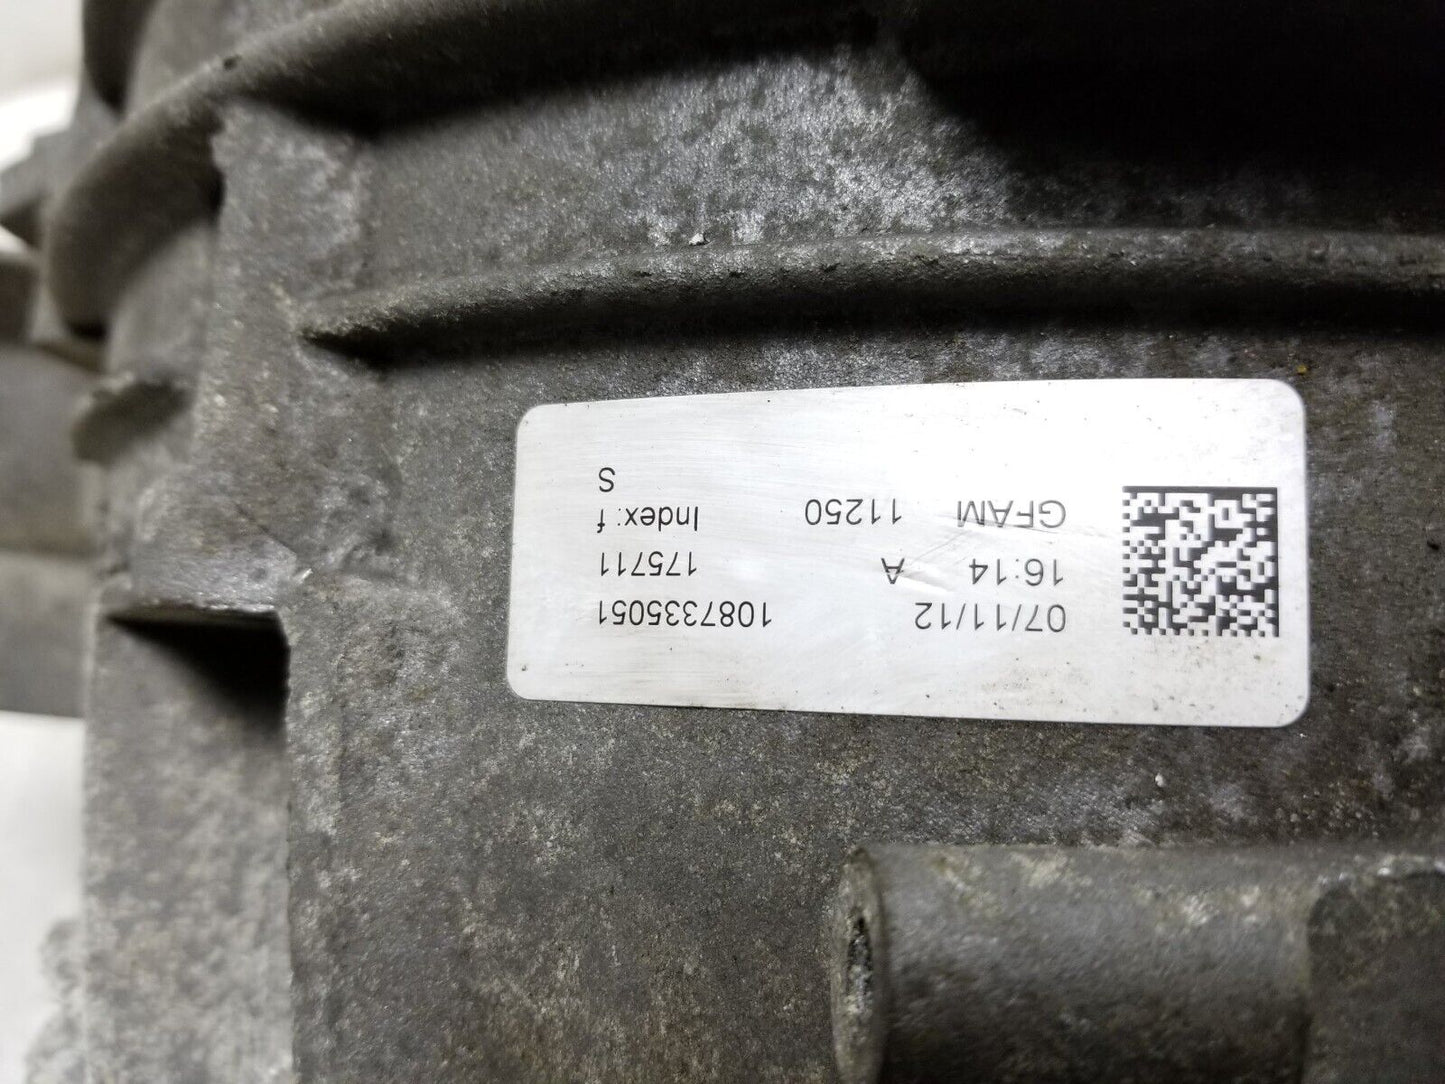 07/11/12 1087335051
16:14 A 175711
GFAM 11250 Index: f
S